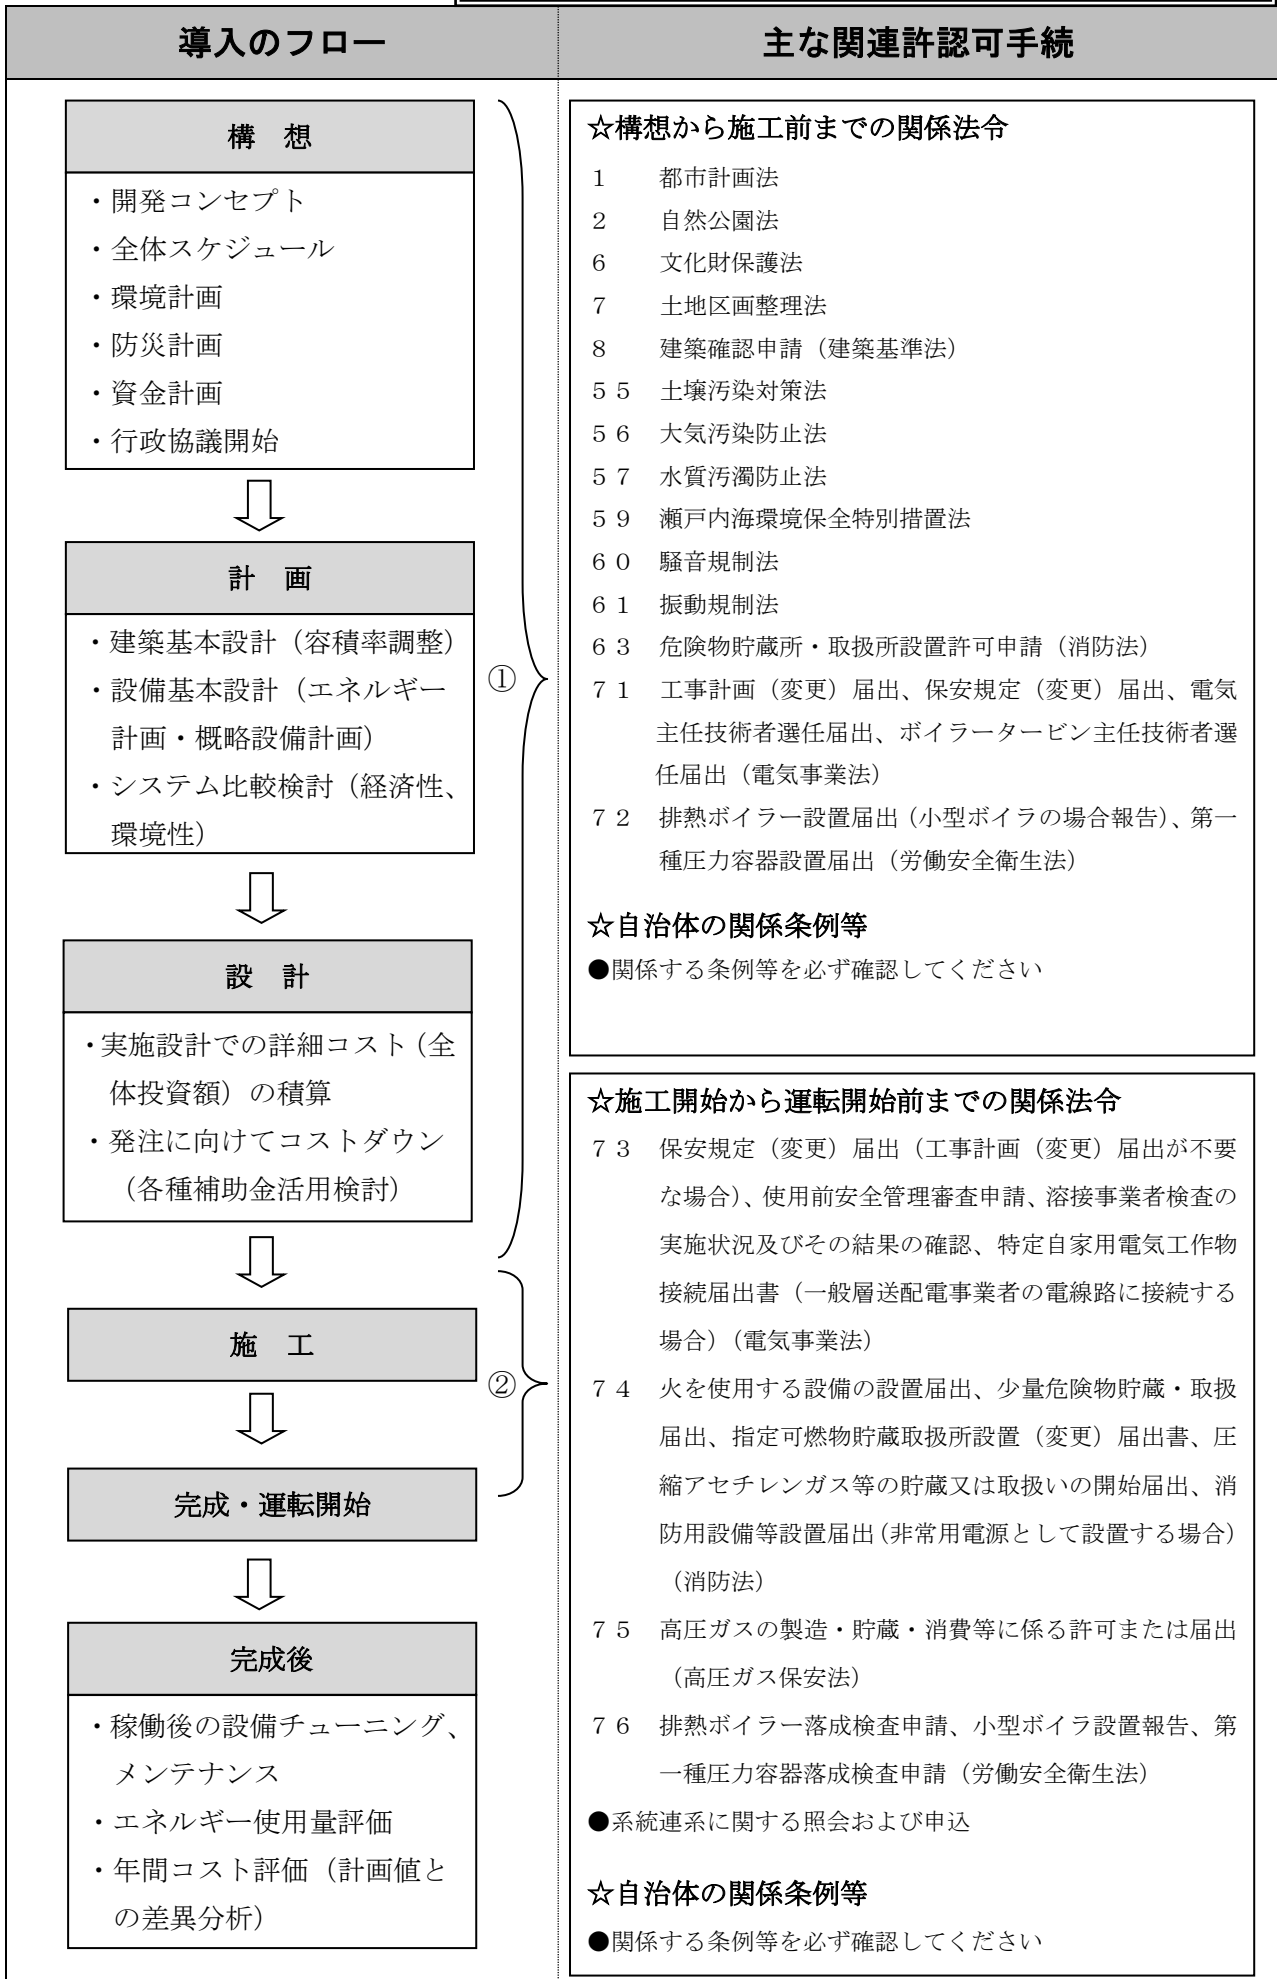 導入のフロー
主な関連許認可手続
構　想
・開発コンセプト
・全体スケジュール
・環境計画
・防災計画
・資金計画
・行政協議開始
計　画
・建築基本設計（容積率調整）
・設備基本設計（エネルギー
計画・概略設備計画）
・システム比較検討（経済性、
環境性）
設　計
・実施設計での詳細コスト（全
体投資額）の積算
・発注に向けてコストダウン
（各種補助金活用検討）
①
施　工
②
完成・運転開始
完成後
・稼働後の設備チューニング、
メンテナンス
・エネルギー使用量評価
・年間コスト評価（計画値と
の差異分析）
☆構想から施工前までの関係法令
１　都市計画法
２　自然公園法
６　文化財保護法
７　土地区画整理法
８　建築確認申請（建築基準法）
５５　土壌汚染対策法
５６　大気汚染防止法
５７　水質汚濁防止法
５９　瀬戸内海環境保全特別措置法
６０　騒音規制法
６１　振動規制法
６３　危険物貯蔵所・取扱所設置許可申請（消防法）
７１　工事計画（変更）届出、保安規定（変更）届出、電気
主任技術者選任届出、ボイラータービン主任技術者選
任届出（電気事業法）
７２　排熱ボイラー設置届出（小型ボイラの場合報告）、第一
種圧力容器設置届出（労働安全衛生法）
☆自治体の関係条例等
●関係する条例等を必ず確認してください
☆施工開始から運転開始前までの関係法令
７３　保安規定（変更）届出（工事計画（変更）届出が不要
な場合）、使用前安全管理審査申請、溶接事業者検査の
実施状況及びその結果の確認、特定自家用電気工作物
接続届出書（一般層送配電事業者の電線路に接続する
場合）（電気事業法）
７４　火を使用する設備の設置届出、少量危険物貯蔵・取扱
届出、指定可燃物貯蔵取扱所設置（変更）届出書、圧
縮アセチレンガス等の貯蔵又は取扱いの開始届出、消
防用設備等設置届出（非常用電源として設置する場合）
（消防法）
７５　高圧ガスの製造・貯蔵・消費等に係る許可または届出
（高圧ガス保安法）
７６　排熱ボイラー落成検査申請、小型ボイラ設置報告、第
一種圧力容器落成検査申請（労働安全衛生法）
●系統連系に関する照会および申込
☆自治体の関係条例等
●関係する条例等を必ず確認してください